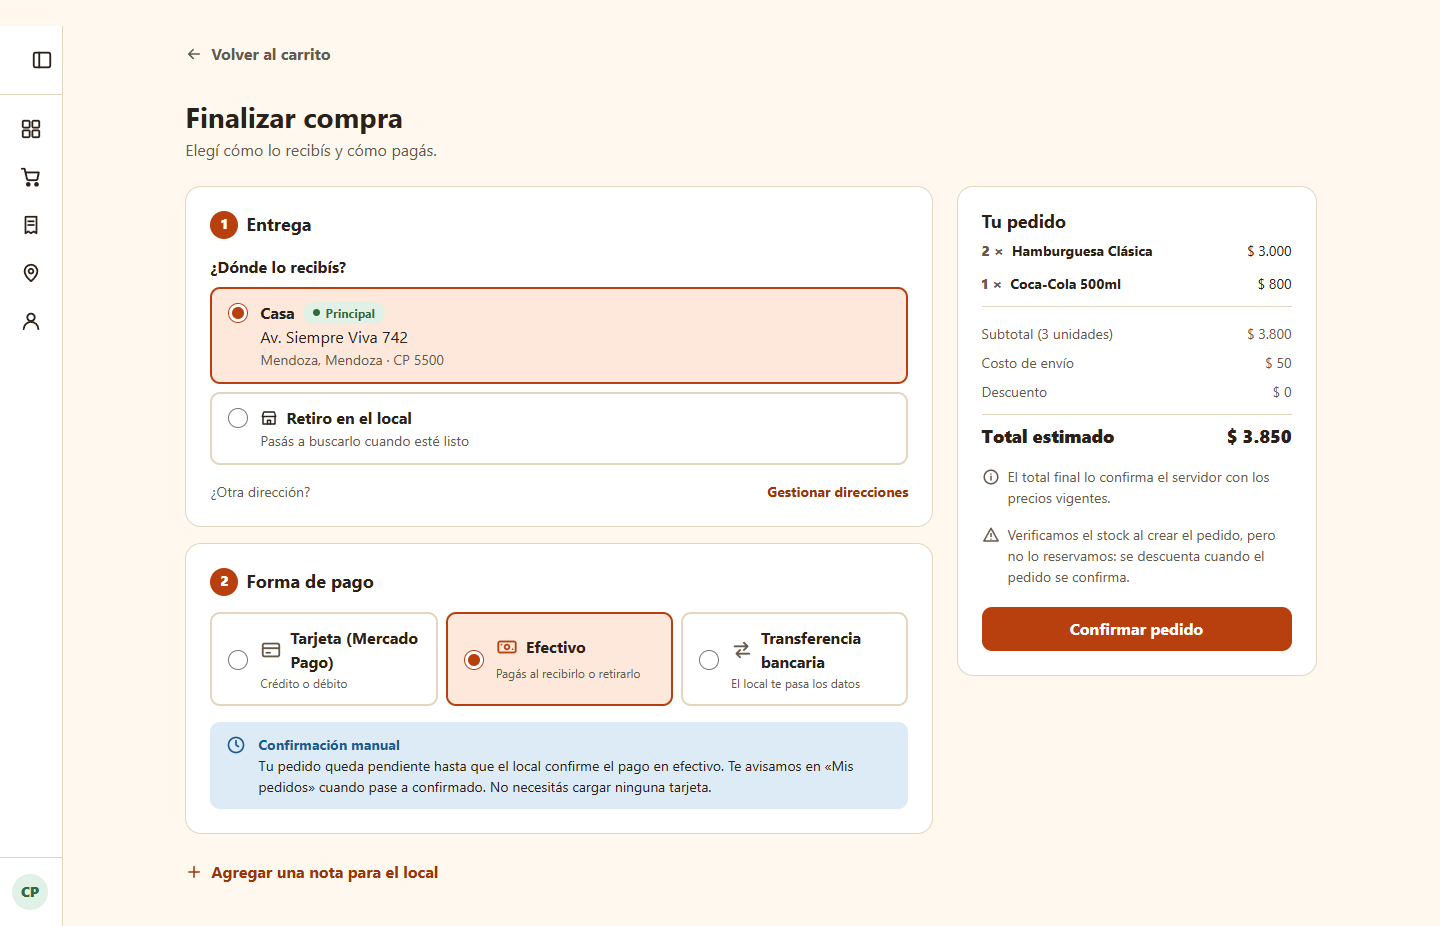 Volver al carrito
Finalizar compra
Elegí cómo lo recibís y cómo pagás.
1 Entrega
¿Dónde lo recibís?
Casa Principal
Av. Siempre Viva 742
Mendoza, Mendoza · CP 5500
Retiro en el local
Pasás a buscarlo cuando esté listo
¿Otra dirección? Gestionar direcciones
2 Forma de pago
Tarjeta (Mercado
Pago)
Crédito o débito
Efectivo
Pagás al recibirlo o retirarlo
Transferencia
bancaria
El local te pasa los datos
Confirmación manual
Tu pedido queda pendiente hasta que el local confirme el pago en efectivo. Te avisamos en «Mis
pedidos» cuando pase a confirmado. No necesitás cargar ninguna tarjeta.
Agregar una nota para el local
Tu pedido
2 × Hamburguesa Clásica $ 3.000
1 × Coca-Cola 500ml $ 800
Subtotal (3 unidades) $ 3.800
Costo de envío $ 50
Descuento $ 0
Total estimado $ 3.850
El total final lo confirma el servidor con los
precios vigentes.
Verificamos el stock al crear el pedido, pero
no lo reservamos: se descuenta cuando el
pedido se confirma.
Confirmar pedido
CP